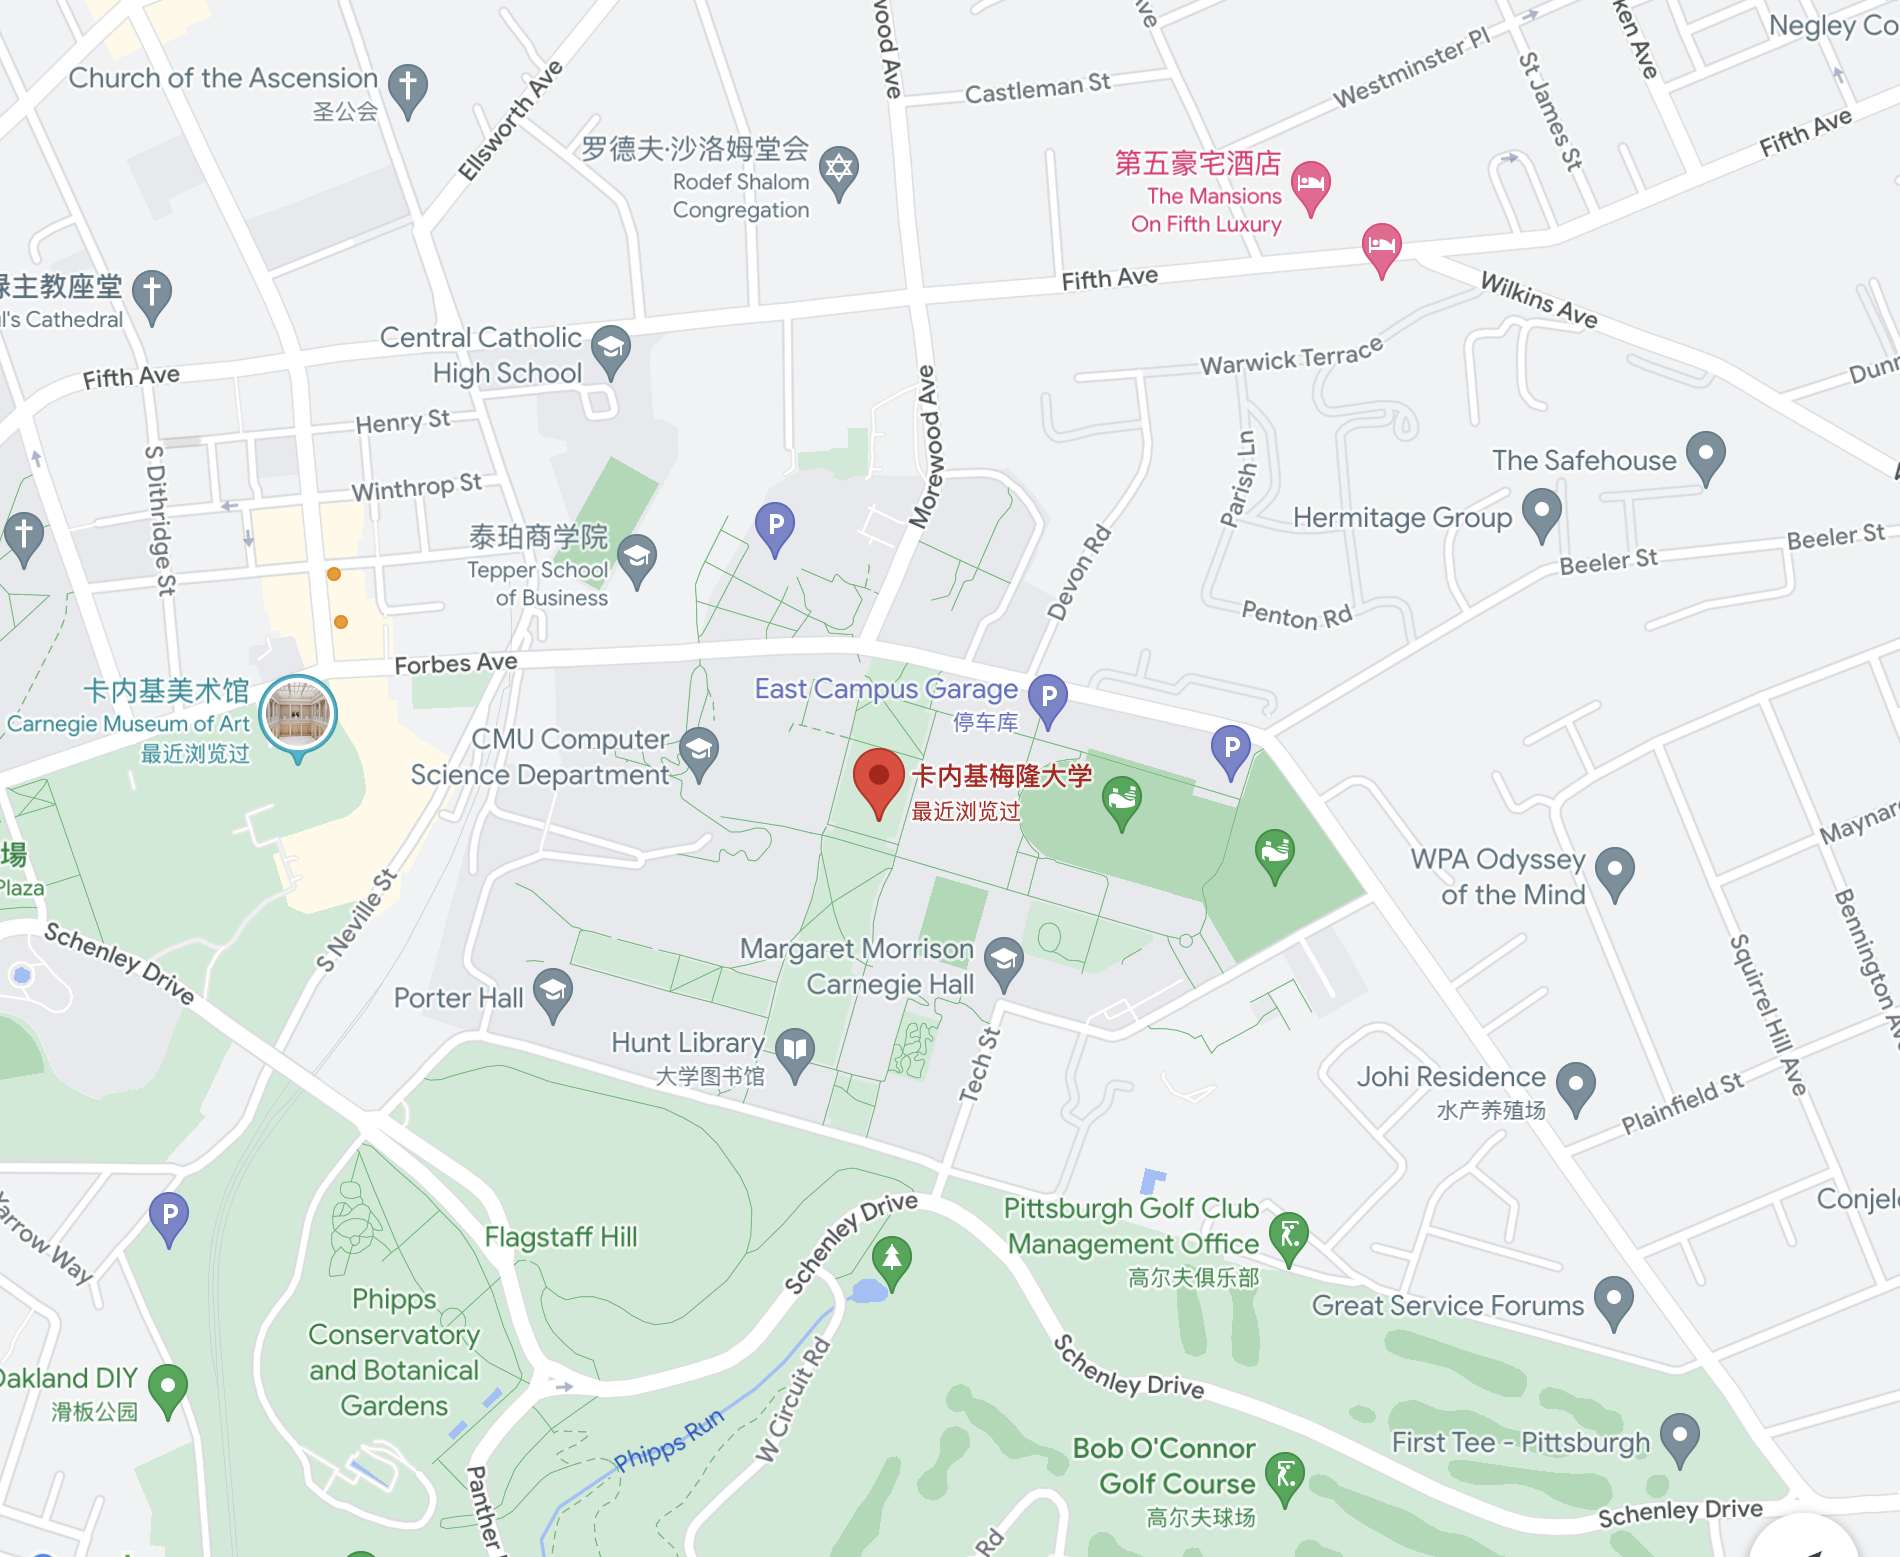 Church of the Ascension
圣公会
Ellsworth Ave
wood Ave
Castleman St
Westminster Pl
St James St
Negley Co
Fifth Ave
罗德夫·沙洛姆堂会
Rodef Shalom
Congregation
第五豪宅酒店
The Mansions
On Fifth Luxury
Fifth Ave
Wilkins Ave
主教座堂
l's Cathedral
Central Catholic
High School
Fifth Ave
Warwick Terrace
Henry St
Morewood Ave
S Dithridge St
Winthrop St
Parish Ln
The Safehouse
Hermitage Group
泰珀商学院
Tepper School
of Business
P
Devon Rd
Beeler St
Beeler St
Penton Rd
Forbes Ave
卡内基美术馆
Carnegie Museum of Art
最近浏览过
East Campus Garage
停车库
P
P
CMU Computer
Science Department
卡内基梅隆大学
最近浏览过
Maynard
場
Plaza
S Neville St
WPA Odyssey
of the Mind
Bennington Av
Squirrel Hill Ave
Schenley Drive
Margaret Morrison
Carnegie Hall
Porter Hall
Hunt Library
大学图书馆
Tech St
Johi Residence
水产养殖场
Plainfield St
Yarrow Way
P
Flagstaff Hill
Schenley Drive
Pittsburgh Golf Club
Management Office
高尔夫俱乐部
Conjel
Great Service Forums
Phipps
Conservatory
and Botanical
Gardens
Oakland DIY
滑板公园
W Circuit Rd
Schenley Drive
Phipps Run
Panther
Bob O'Connor
Golf Course
高尔夫球场
First Tee - Pittsburgh
Schenley Drive
Rd